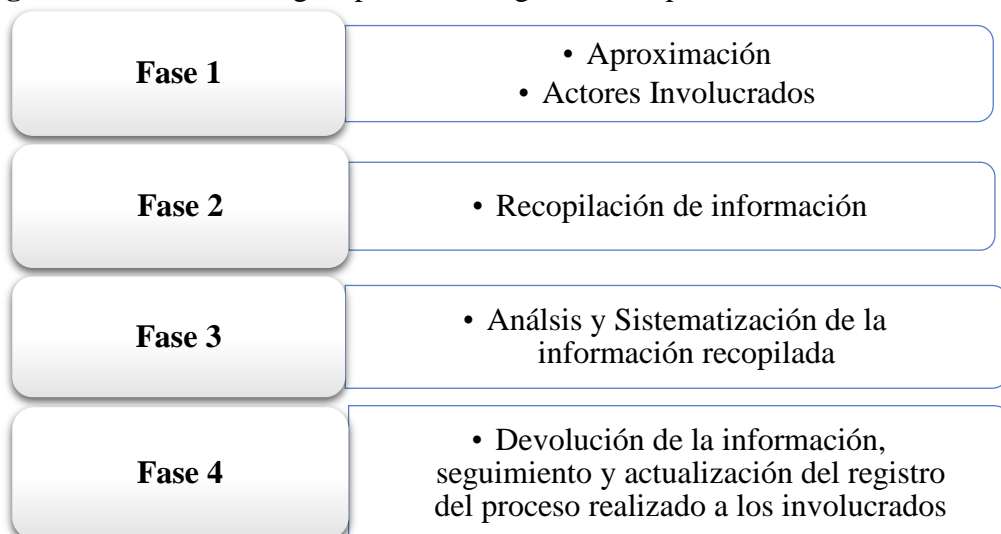 Fase 1
• Aproximación
• Actores Involucrados
Fase 2
• Recopilación de información
Fase 3
• Análsis y Sistematización de la
información recopilada
Fase 4
• Devolución de la información,
seguimiento y actualización del registro
del proceso realizado a los involucrados